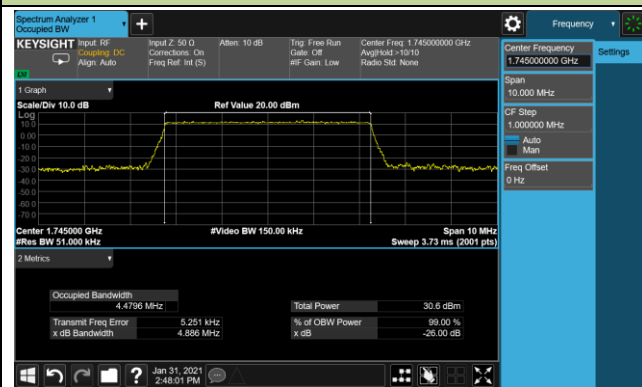 Spectrum Analyzer 1
Occupied BW
Frequency
KEYSIGHT
Input: RF
Coupling: DC
Align: Auto
Input Z: 50 Ω
Corrections: On
Freq Ref: Int (S)
Atten: 10 dB
Trig: Free Run
Gate: Off
#IF Gain: Low
Center Freq: 1.745000000 GHz
Avg|Hold:>10/10
Radio Std: None
Center Frequency
1.745000000 GHz
Settings
Span
10.000 MHz
CF Step
1.000000 MHz
Auto
Man
Freq Offset
0 Hz
1 Graph
Scale/Div 10.0 dB
Ref Value 20.00 dBm
Log
10.0
0.00
-10.0
-20.0
-30.0
-40.0
-50.0
-60.0
-70.0
Center 1.745000 GHz
#Video BW 150.00 kHz
Span 10 MHz
#Res BW 51.000 kHz
Sweep 3.73 ms (2001 pts)
2 Metrics
Occupied Bandwidth
4.4796 MHz
Total Power
30.6 dBm
Transmit Freq Error
5.251 kHz
% of OBW Power
99.00 %
x dB Bandwidth
4.886 MHz
x dB
-26.00 dB
?
Jan 31, 2021
2:48:01 PM